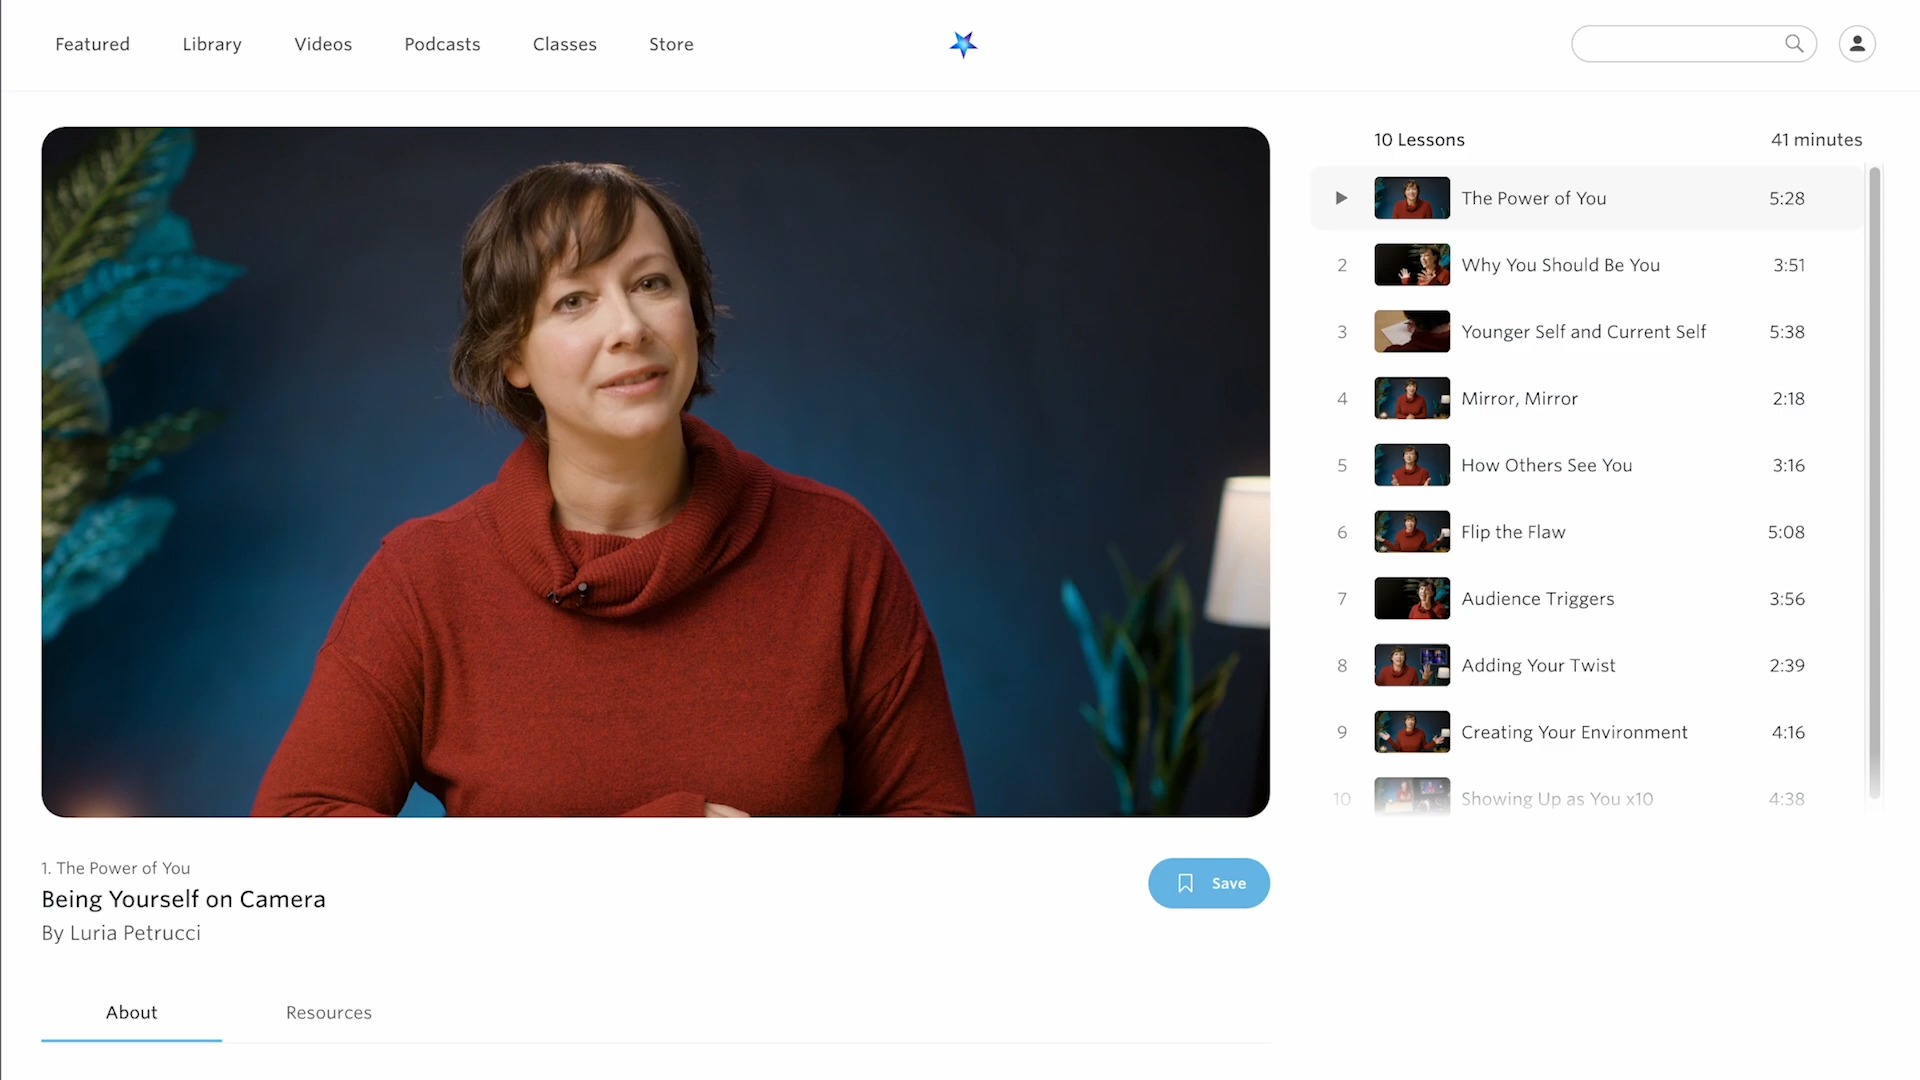 Featured Library Videos Podcasts Classes Store
10 Lessons 41 minutes
The Power of You 5:28
2 Why You Should Be You 3:51
3 Younger Self and Current Self 5:38
4 Mirror, Mirror 2:18
5 How Others See You 3:16
6 Flip the Flaw 5:08
7 Audience Triggers 3:56
8 Adding Your Twist 2:39
9 Creating Your Environment 4:16
10 Showing Up as You x10 4:38
1. The Power of You
Being Yourself on Camera
By Luria Petrucci
Save
About Resources